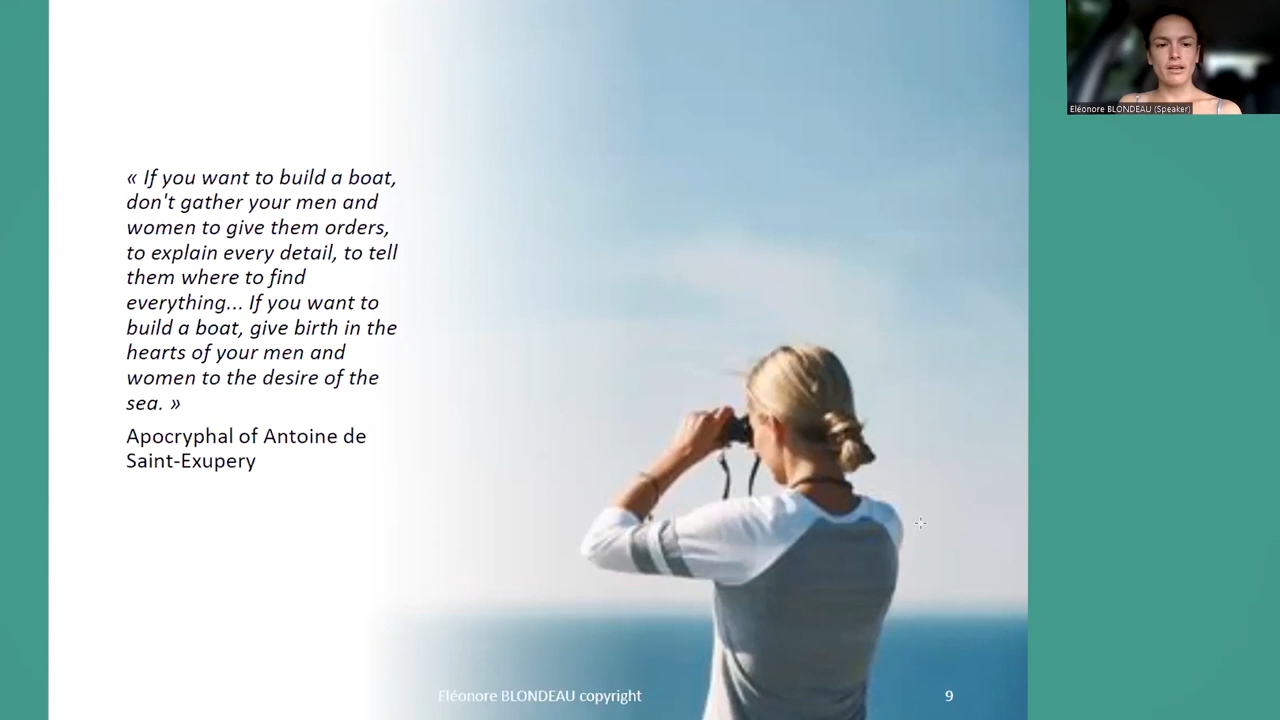 Eléonore BLONDEAU (Speaker)
« If you want to build a boat,
don't gather your men and
women to give them orders,
to explain every detail, to tell
them where to find
everything... If you want to
build a boat, give birth in the
hearts of your men and
women to the desire of the
sea. »
Apocryphal of Antoine de
Saint-Exupery
Eléonore BLONDEAU copyright
9